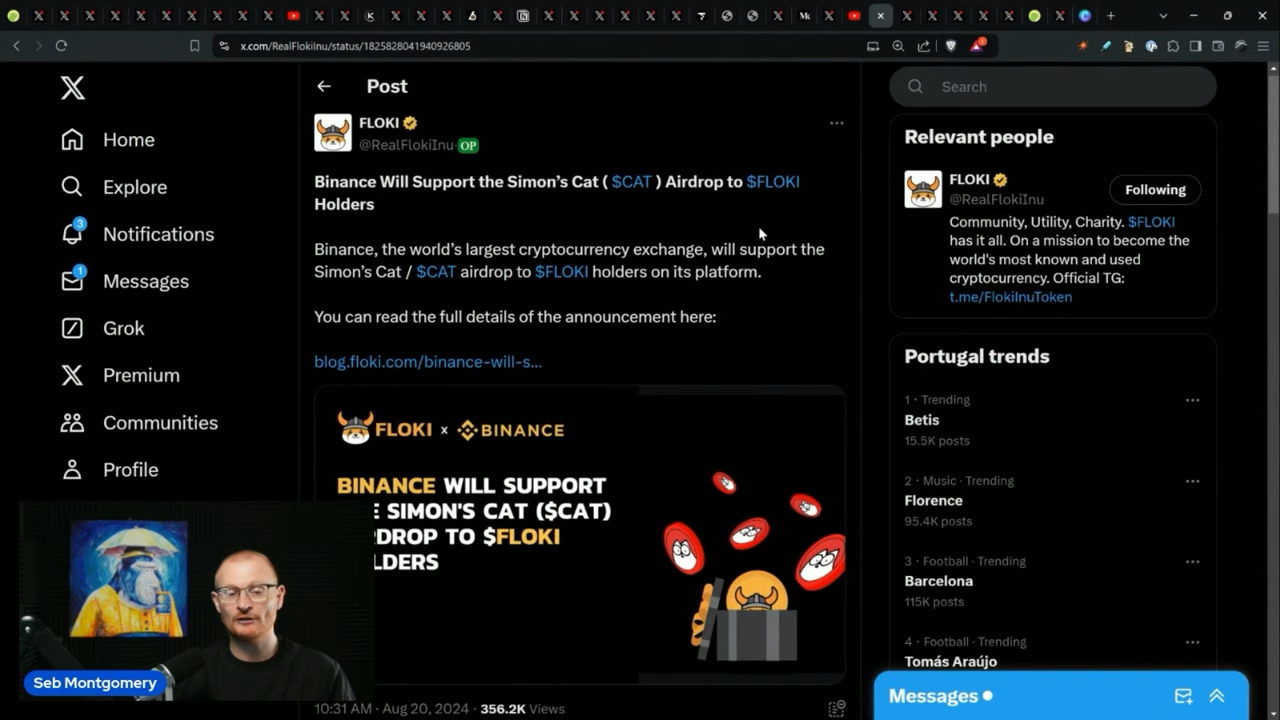 x.com/RealFlokiInu/status/1825828041940926805
Post
Search
Home
Explore
3
Notifications
1
Messages
Grok
Premium
Communities
Profile
FLOKI
@RealFlokiInu OP
Binance Will Support the Simon’s Cat ( $CAT ) Airdrop to $FLOKI
Holders
Binance, the world’s largest cryptocurrency exchange, will support the
Simon’s Cat / $CAT airdrop to $FLOKI holders on its platform.
You can read the full details of the announcement here:
blog.floki.com/binance-will-s...
FLOKI x BINANCE
BINANCE WILL SUPPORT
E SIMON'S CAT ($CAT)
RDROP TO $FLOKI
LDERS
10:31 AM · Aug 20, 2024 · 356.2K Views
Relevant people
FLOKI
@RealFlokiInu
Following
Community, Utility, Charity. $FLOKI
has it all. On a mission to become the
world's most known and used
cryptocurrency. Official TG:
t.me/FlokiInuToken
Portugal trends
1 · Trending
Betis
15.5K posts
2 · Music · Trending
Florence
95.4K posts
3 · Football · Trending
Barcelona
115K posts
4 · Football · Trending
Tomás Araújo
Messages
Seb Montgomery